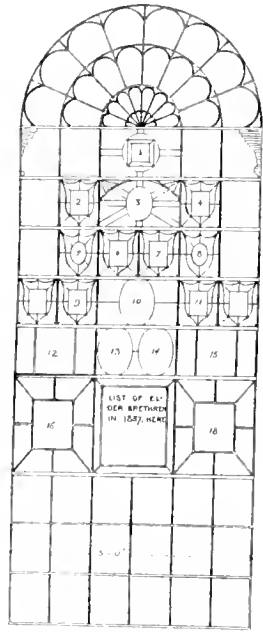 1
2 3 4
5 6 7 8
9 10 11
12 13 14 15
LIST OF EL-
DER BRETHREN
IN 1837. HERE
16 18